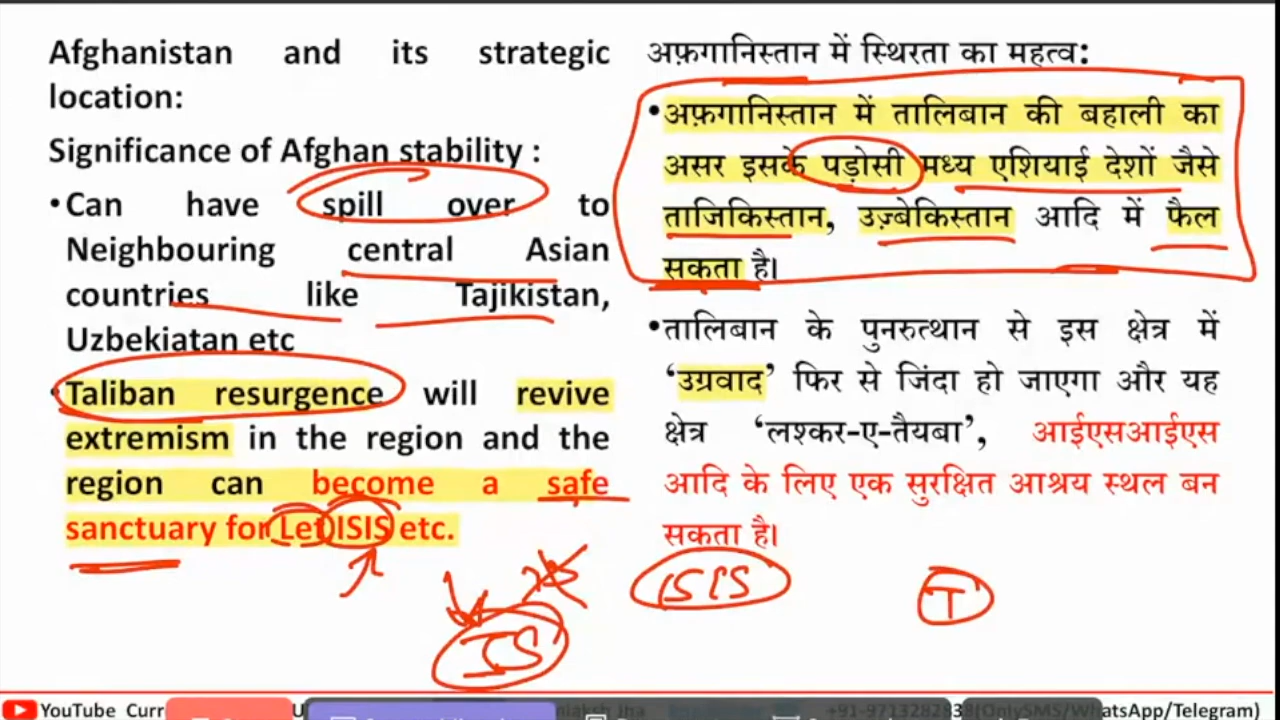 Afghanistan and its strategic
location:
Significance of Afghan stability :
•Can have spill over to
Neighbouring central Asian
countries like Tajikistan,
Uzbekiatan etc
•Taliban resurgence will revive
extremism in the region and the
region can become a safe
sanctuary for Let ISIS etc.
IS
अफ़गानिस्तान में स्थिरता का महत्व:
•अफ़गानिस्तान में तालिबान की बहाली का
असर इसके पड़ोसी मध्य एशियाई देशों जैसे
ताजिकिस्तान, उज़्बेकिस्तान आदि में फैल
सकता है।
•तालिबान के पुनरुत्थान से इस क्षेत्र में
‘उग्रवाद’ फिर से जिंदा हो जाएगा और यह
क्षेत्र ‘लश्कर-ए-तैयबा’, आईएसआईएस
आदि के लिए एक सुरक्षित आश्रय स्थल बन
सकता है।
ISIS T
YouTube Curr